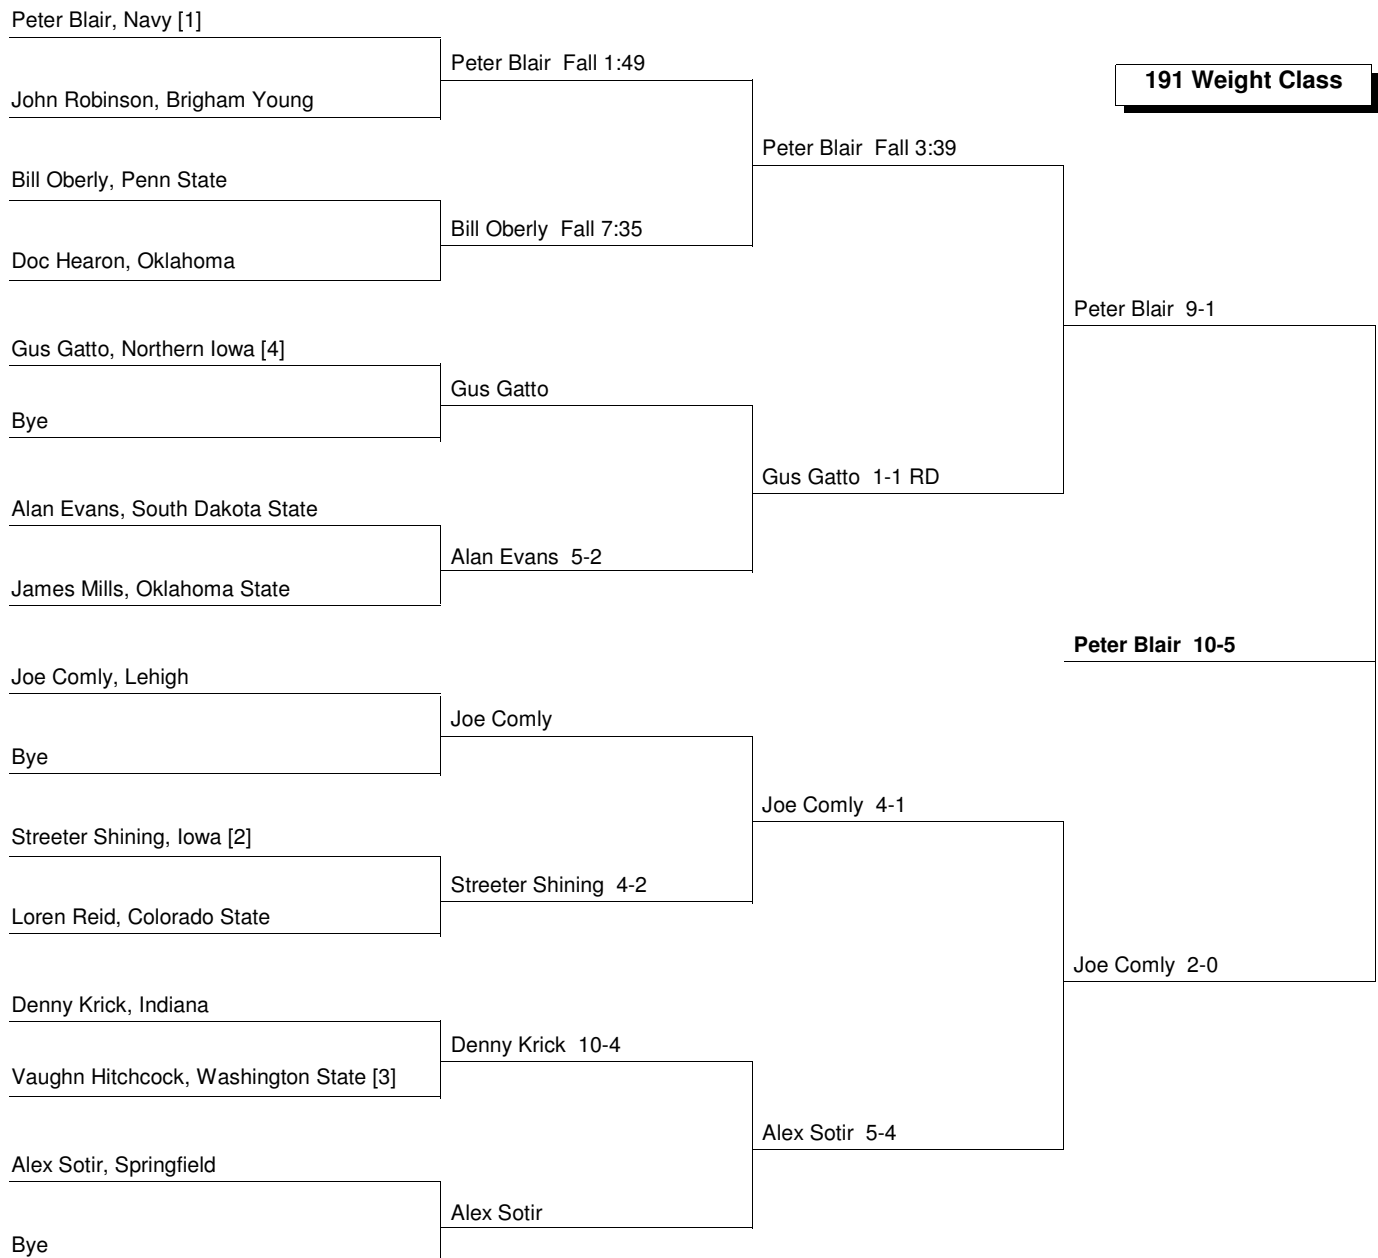 Peter Blair, Navy [1]
Peter Blair  Fall 1:49
191 Weight Class
John Robinson, Brigham Young
Peter Blair  Fall 3:39
Bill Oberly, Penn State
Bill Oberly  Fall 7:35
Doc Hearon, Oklahoma
Peter Blair  9-1
Gus Gatto, Northern Iowa [4]
Gus Gatto
Bye
Gus Gatto  1-1 RD
Alan Evans, South Dakota State
Alan Evans  5-2
James Mills, Oklahoma State
Peter Blair  10-5
Joe Comly, Lehigh
Joe Comly
Bye
Joe Comly  4-1
Streeter Shining, Iowa [2]
Streeter Shining  4-2
Loren Reid, Colorado State
Joe Comly  2-0
Denny Krick, Indiana
Denny Krick  10-4
Vaughn Hitchcock, Washington State [3]
Alex Sotir  5-4
Alex Sotir, Springfield
Alex Sotir
Bye